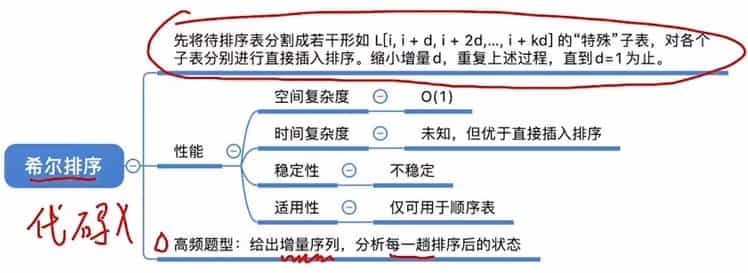 先将待排序表分割成若干形如 L[i, i + d, i + 2d,..., i + kd] 的“特殊”子表，对各个
子表分别进行直接插入排序。缩小增量d，重复上述过程，直到d=1为止。
希尔排序
性能
空间复杂度
O(1)
时间复杂度
未知，但优于直接插入排序
稳定性
不稳定
适用性
仅可用于顺序表
代码X
高频题型：给出增量序列，分析每一趟排序后的状态